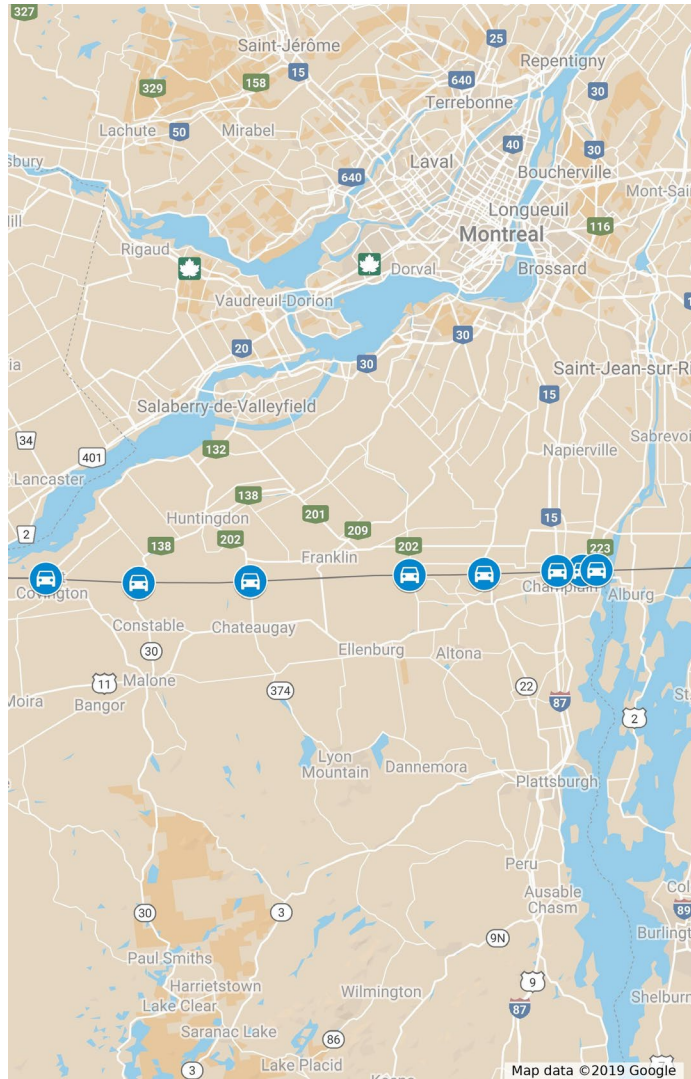 327
Saint-Jérôme
25
Repentigny
15
640
158
329
30
Terrebonne
Lachute
50
Mirabel
40
30
Laval
sbury
640
Boucherville
Longueuil
116
Montreal
Rigaud
Dorval
Brossard
Vaudreuil-Dorion
30
20
30
Saint-Jean-sur-Ri
15
Salaberry-de-Valleyfield
34
132
Napierville
Sabrevoi
401
Lancaster
138
201
15
Huntingdon
2
138
202
209
202
223
Franklin
Covington
Champlain
Alburg
Constable
Chateaugay
30
Ellenburg
Altona
11
Malone
374
22
87
Moira
Bangor
2
St.
Lyon
Mountain
Dannemora
Plattsburgh
Peru
Ausable
Chasm
30
3
89
9N
Burlingt
Paul Smiths
9
Harrietstown
Wilmington
Shelburn
Lake Clear
87
Saranac Lake
86
3
Lake Placid
Map data ©2019 Google